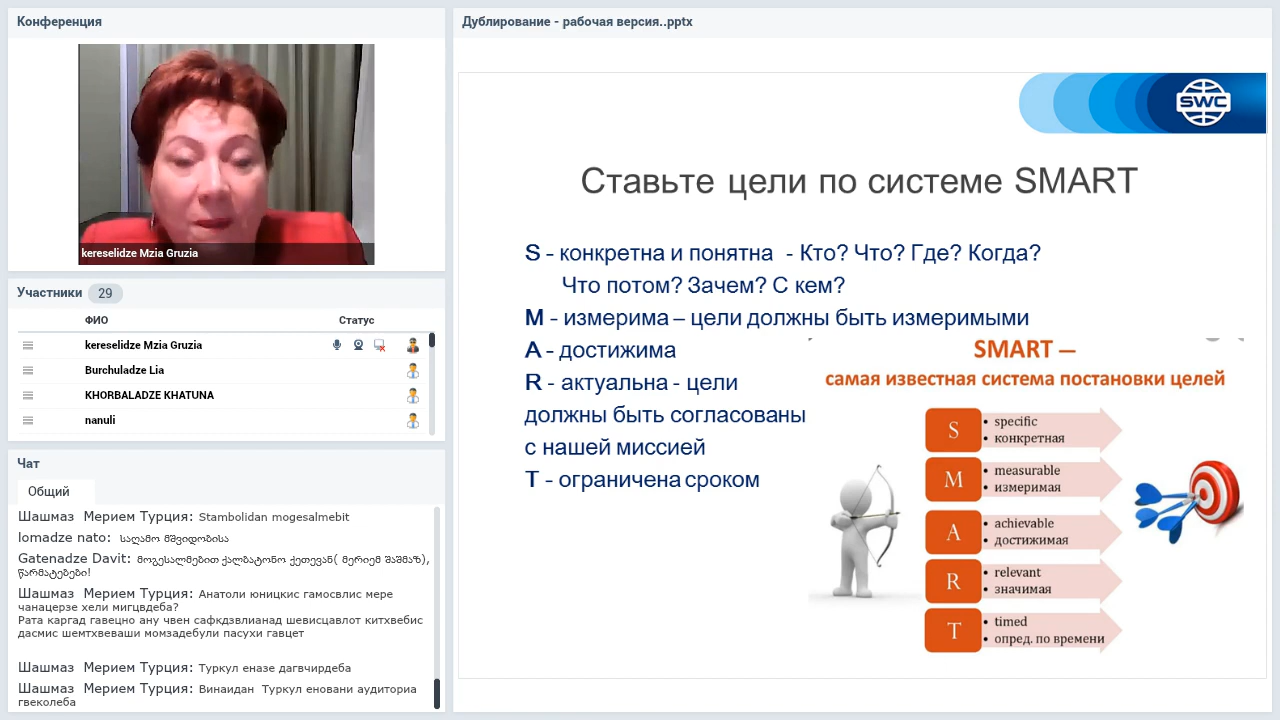 Конференция
kereselidze Mzia Gruzia
Участники 29
ФИО Статус
kereselidze Mzia Gruzia
Burchuladze Lia
KHORBALADZE KHATUNA
nanuli
Чат
Общий
Шашмаз Мерием Турция: Stambolidan mogesalmebit
lomadze nato: საღამო მშვიდობისა
Gatenadze Davit: მოგესალმებით ქალბატონო ქეთევან( მერიემ შაშმაზ),
წარმატებები!
Шашмаз Мерием Турция: Анатоли юницкис гамосвлис мере
чанацерзе хели мигцвдеба?
Рата каргад гавецно ану чвен сафкдзвлианад шевисцавлот китхвебис
дасмис шемтхвеваши момзадебули пасухи гавцет
Шашмаз Мерием Турция: Туркул еназе дагвчирдеба
Шашмаз Мерием Турция: Винаидан Туркул еновани аудиториа
гвеколеба
Дублирование - рабочая версия..pptx
SWC
Ставьте цели по системе SMART
S - конкретна и понятна - Кто? Что? Где? Когда?
Что потом? Зачем? С кем?
M – измерима – цели должны быть измеримыми
A - достижима
R - актуальна - цели
должны быть согласованы
с нашей миссией
T - ограничена сроком
SMART —
самая известная система постановки целей
S
• specific
• конкретная
M
• measurable
• измеримая
A
• achievable
• достижимая
R
• relevant
• значимая
T
• timed
• опред. по времени